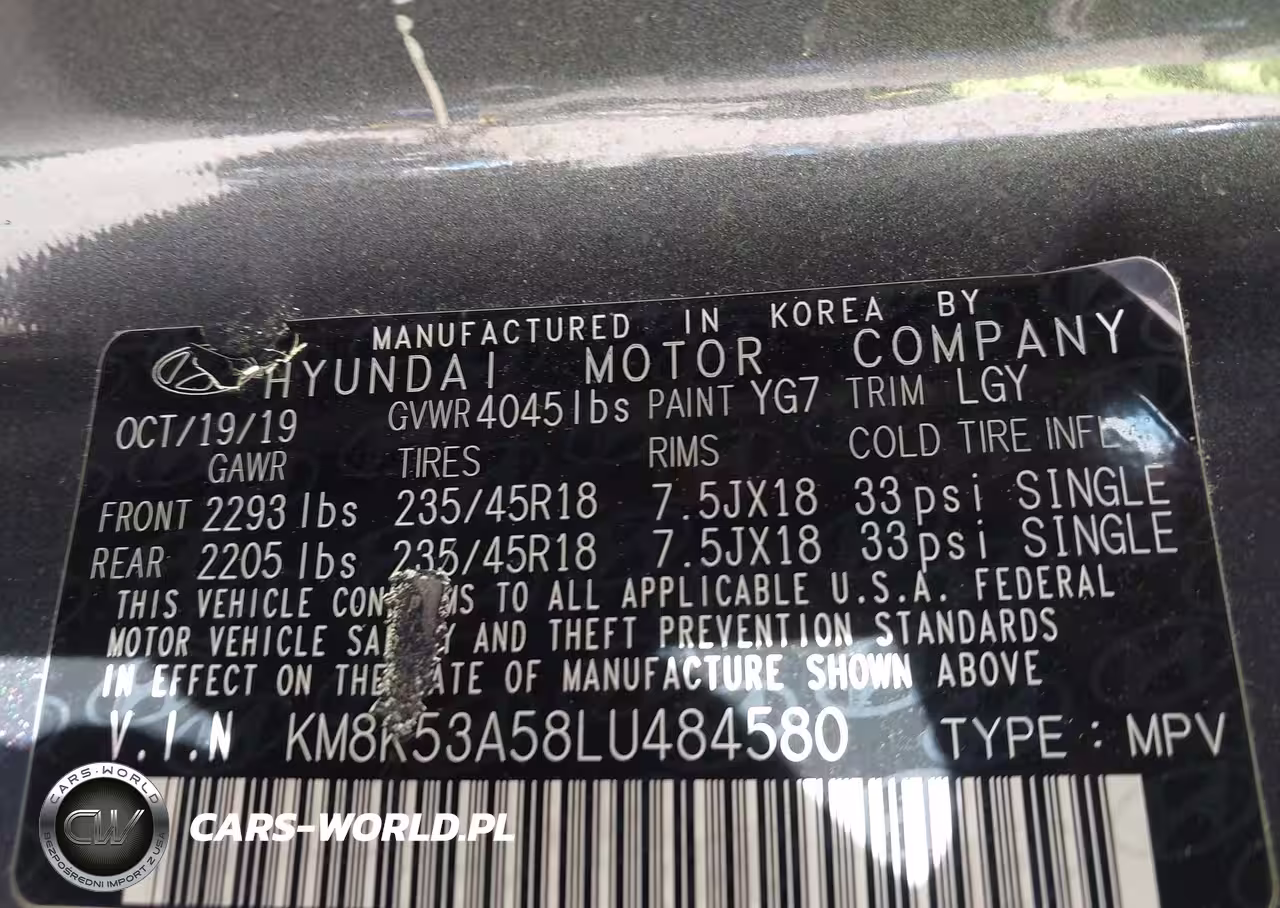 MANUFACTURED IN KOREA BY
HYUNDAI MOTOR COMPANY
OCT/19/19 GVWR 4045 lbs PAINT YG7 TRIM LGY
GAWR TIRES RIMS COLD TIRE INFL
FRONT 2293 lbs 235/45R18 7.5JX18 33 psi SINGLE
REAR 2205 lbs 235/45R18 7.5JX18 33 psi SINGLE
THIS VEHICLE CON MS TO ALL APPLICABLE U.S.A. FEDERAL
MOTOR VEHICLE SA Y AND THEFT PREVENTION STANDARDS
IN EFFECT ON THE ATE OF MANUFACTURE SHOWN ABOVE
V.I.N KM8K53A58LU484580 TYPE : MPV
CARS-WORLD
CW
BEZPOŚREDNI IMPORT Z USA
CARS-WORLD.PL